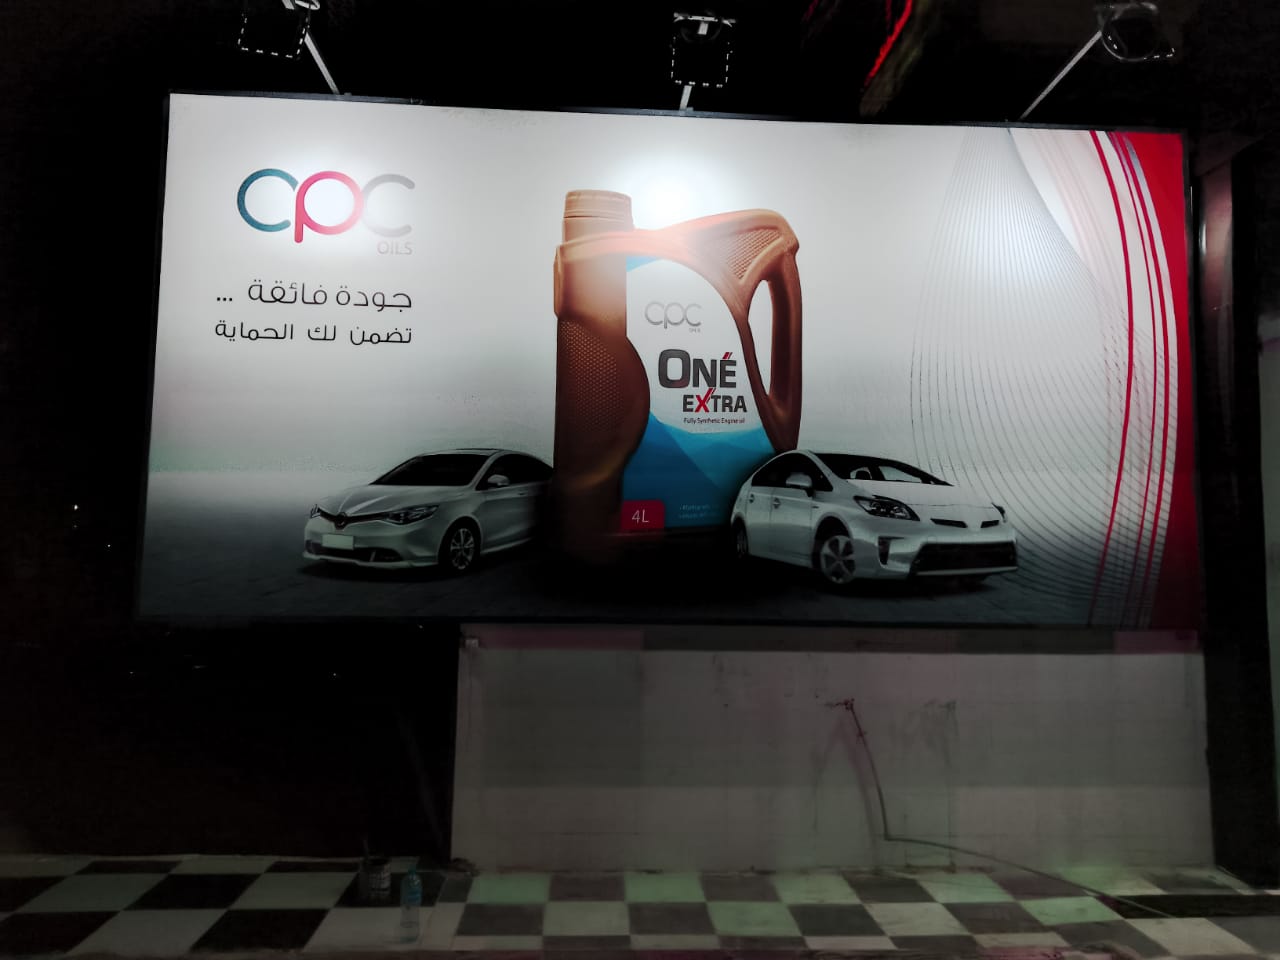 cpc
OILS
جودة فائقة ...
تضمن لك الحماية
cpc
OILS
ONÉ
EXTRA
Fully Synthetic Engine oil
4L